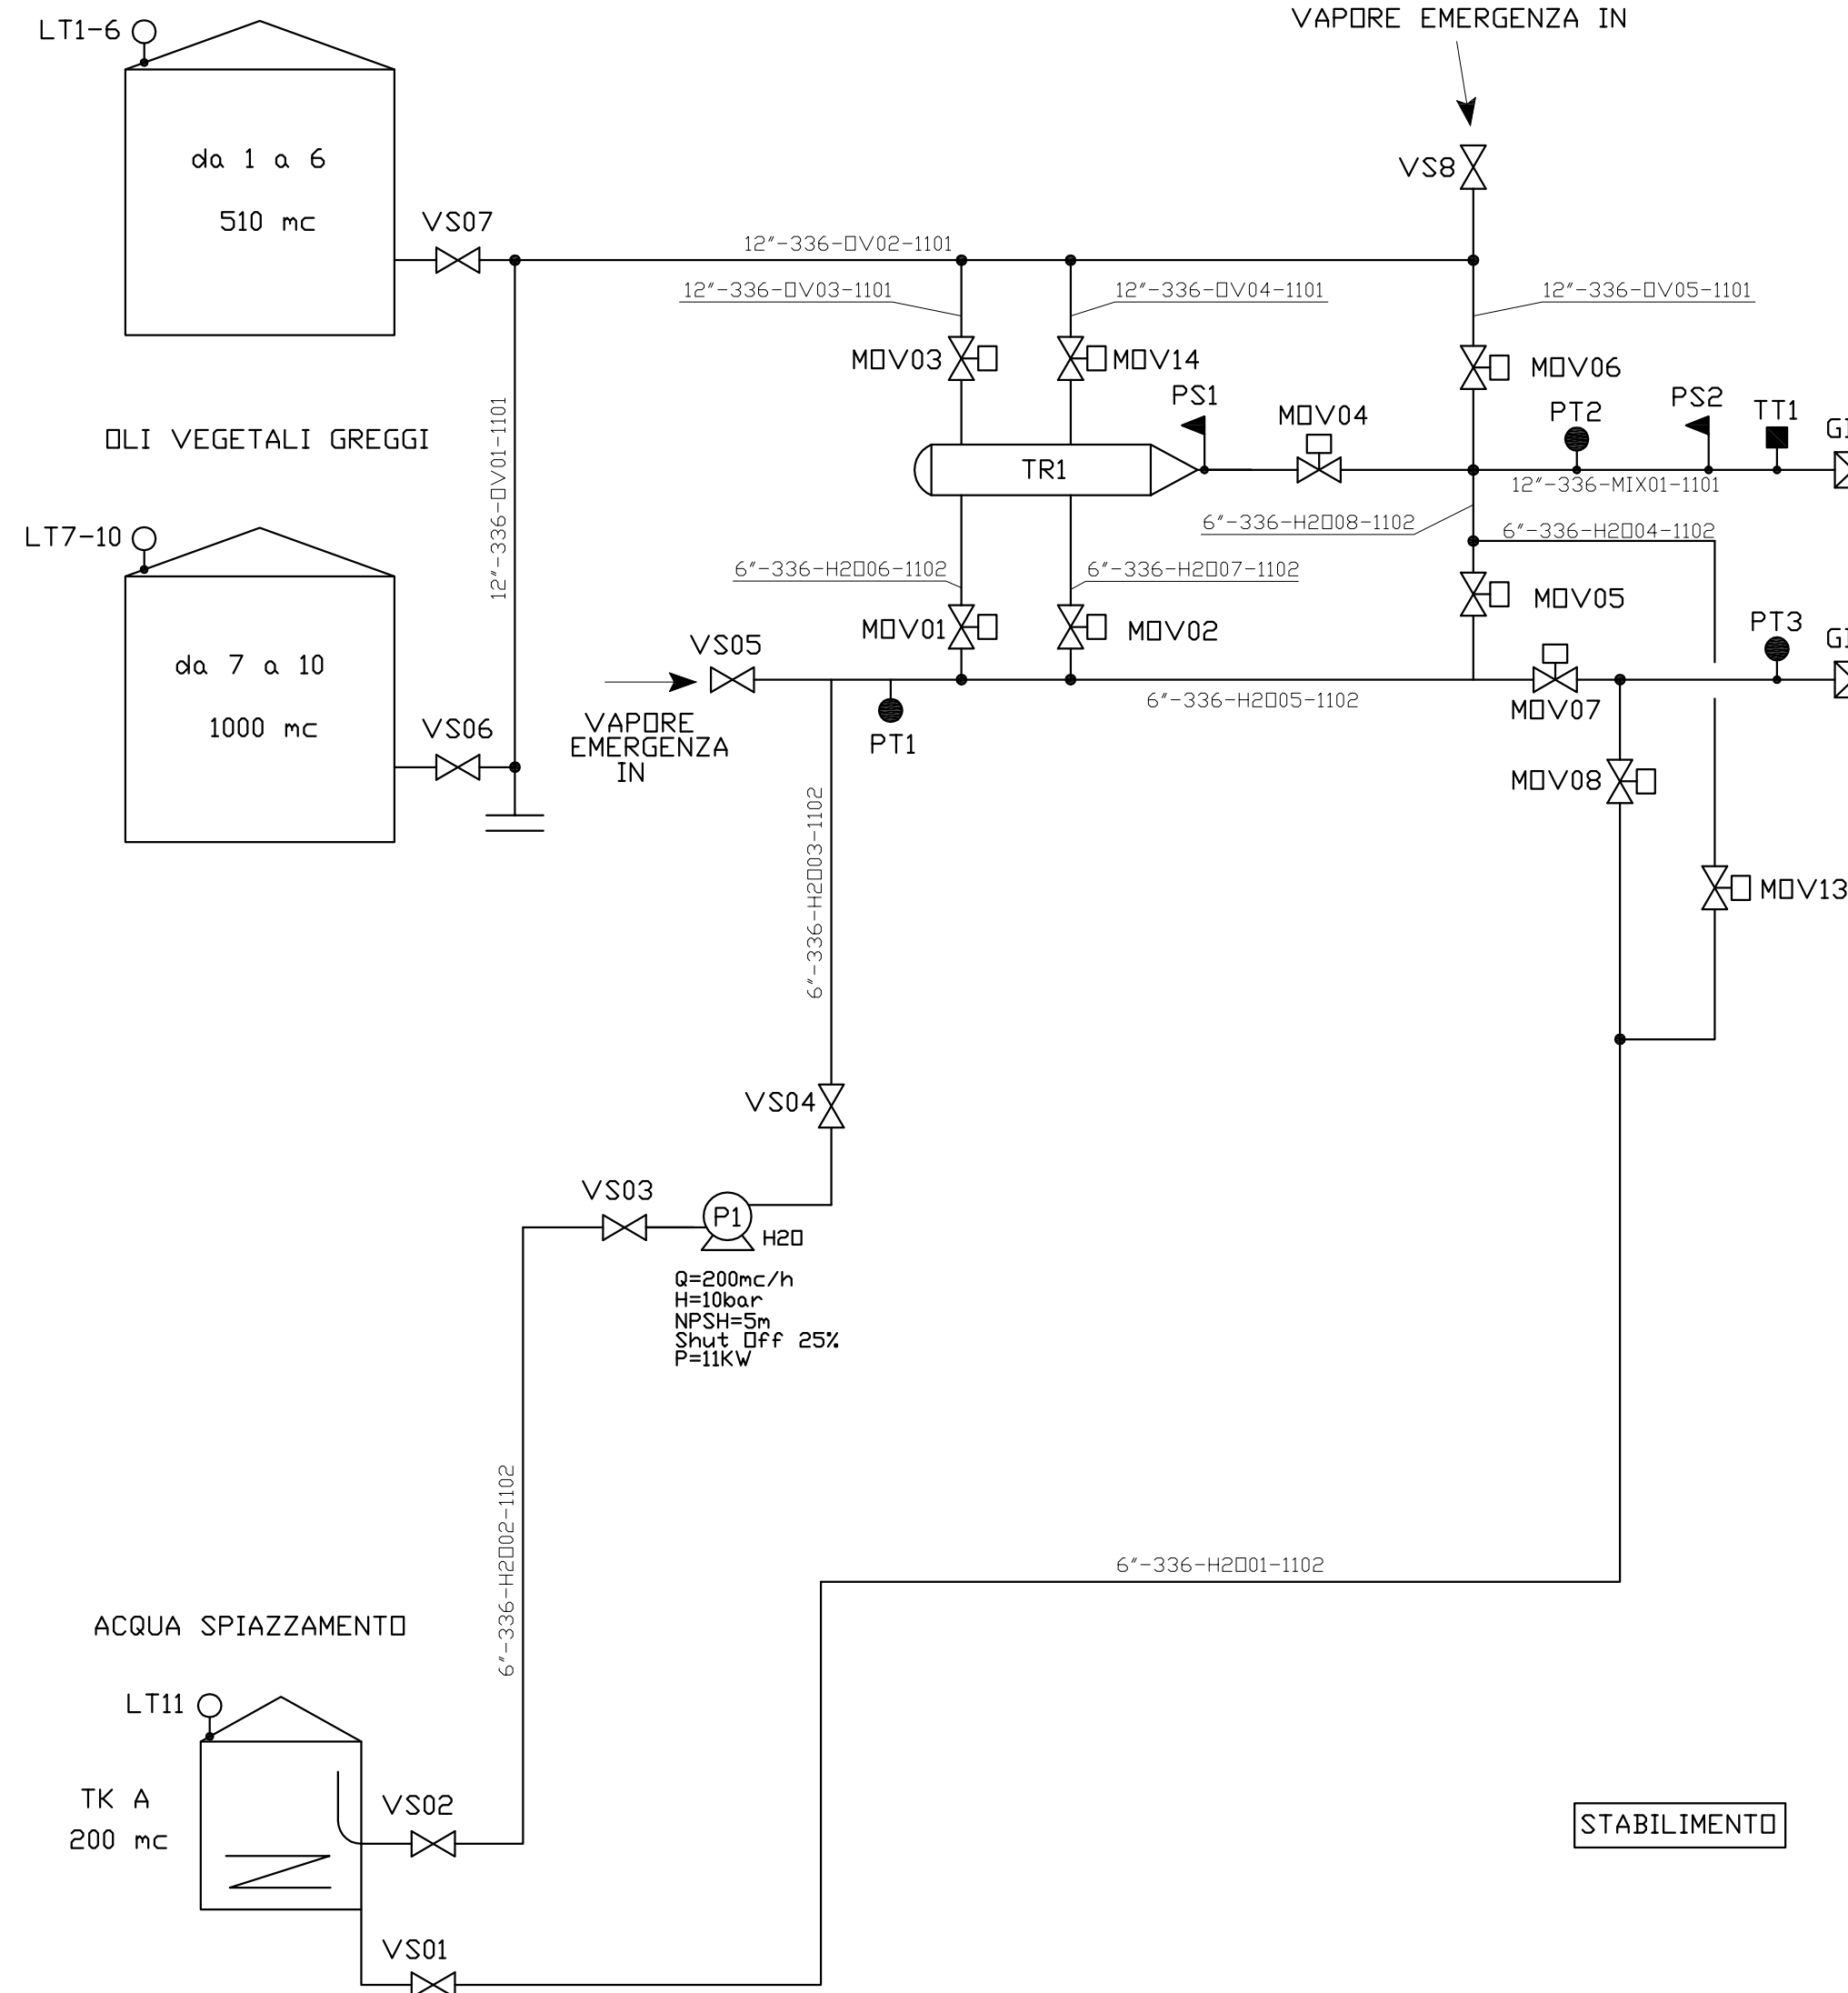 VAPORE EMERGENZA IN
LT1-6
da 1 a 6
510 mc
VS07
VS8
12"-336-OV02-1101
12"-336-OV03-1101
12"-336-OV04-1101
12"-336-OV05-1101
MOV03
MOV14
MOV06
PS1
MOV04
PT2
PS2
TT1
OLI VEGETALI GREGGI
12"-336-OV01-1101
TR1
12"-336-MIX01-1101
6"-336-H2O08-1102
6"-336-H2O04-1102
LT7-10
6"-336-H2O06-1102
6"-336-H2O07-1102
MOV05
MOV01
MOV02
PT3
VS05
da 7 a 10
1000 mc
VS06
6"-336-H2O05-1102
MOV07
VAPORE
EMERGENZA
IN
PT1
MOV08
6"-336-H2O03-1102
MOV13
VS04
VS03
P1
H2O
Q=200mc/h
H=10bar
NPSH=5m
Shut Off 25%
P=11KW
6"-336-H2O02-1102
6"-336-H2O01-1102
ACQUA SPIAZZAMENTO
LT11
TK A
200 mc
VS02
STABILIMENTO
VS01